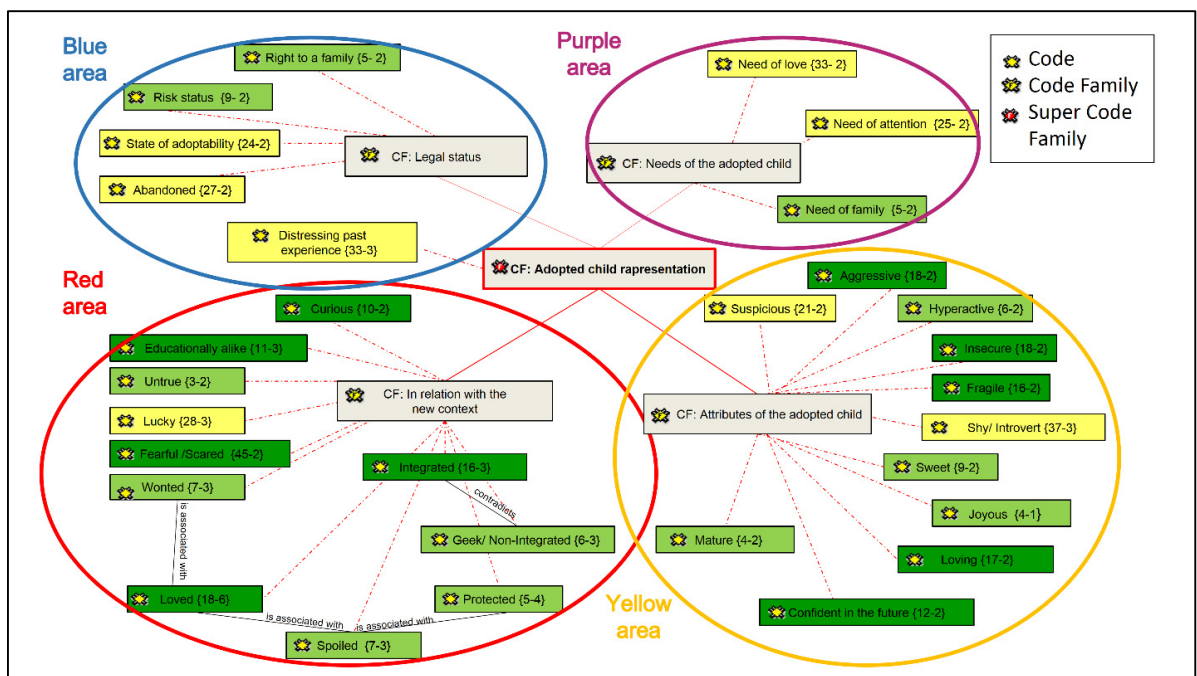 Blue
area
Right to a family {5- 2}
Risk status {9- 2}
State of adoptability {24-2}
Abandoned {27-2}
CF: Legal status
Distressing past
experience {33-3}
Purple
area
Need of love {33- 2}
Need of attention {25- 2}
CF: Needs of the adopted child
Need of family {5-2}
Code
Code Family
Super Code
Family
CF: Adopted child rapresentation
Red
area
Curious {10-2}
Educationally alike {11-3}
Untrue {3-2}
CF: In relation with the
new context
Lucky {28-3}
Fearful /Scared {45-2}
Wonted {7-3}
Integrated {16-3}
contradicts
Geek/ Non-Integrated {6-3}
is associated with
Loved {18-6}
Protected {5-4}
is associated with
is associated with
Spoiled {7-3}
Aggressive {18-2}
Suspicious {21-2}
Hyperactive {6-2}
Insecure {18-2}
Fragile {16-2}
CF: Attributes of the adopted child
Shy/ Introvert {37-3}
Sweet {9-2}
Joyous {4-1}
Mature {4-2}
Loving {17-2}
Confident in the future {12-2}
Yellow
area